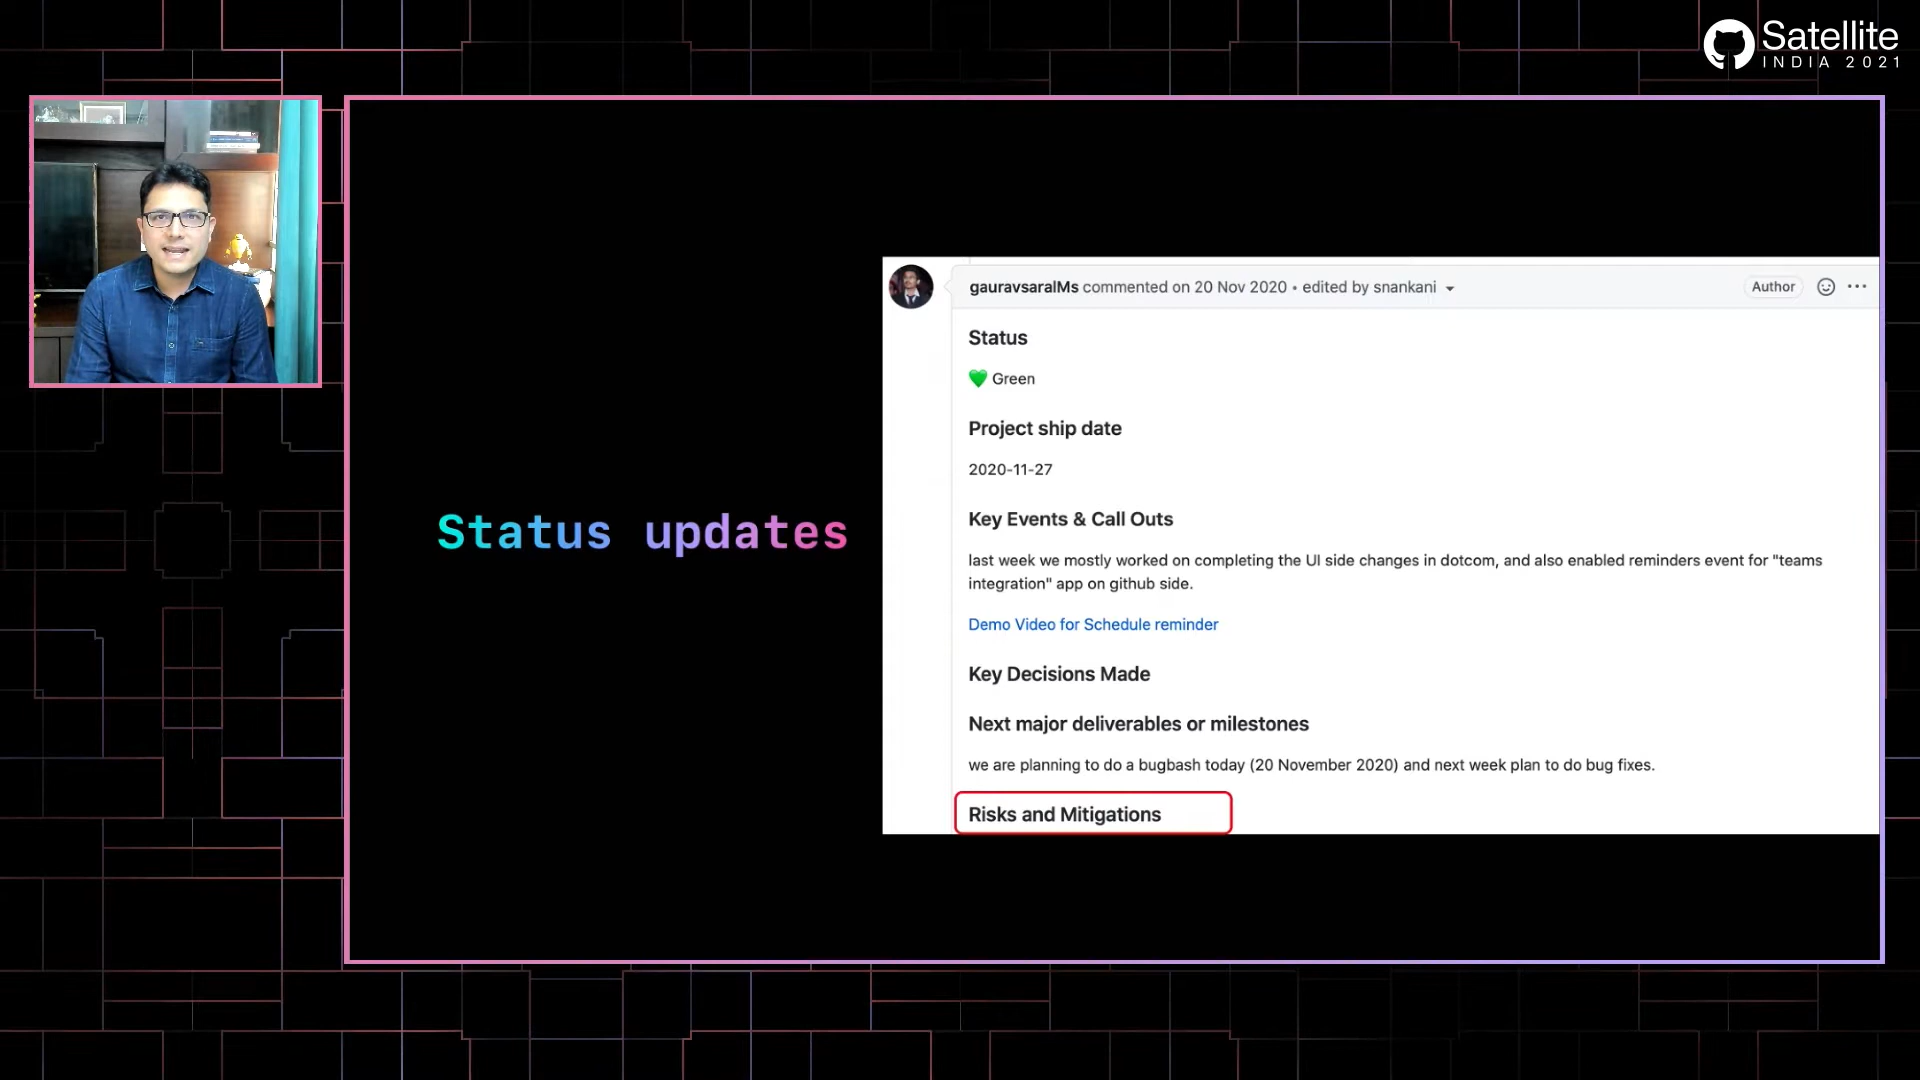 Satellite
INDIA 2021
Status updates
gauravsaralMs commented on 20 Nov 2020 • edited by snankani
Author
Status
💚 Green
Project ship date
2020-11-27
Key Events & Call Outs
last week we mostly worked on completing the UI side changes in dotcom, and also enabled reminders event for "teams
integration" app on github side.
Demo Video for Schedule reminder
Key Decisions Made
Next major deliverables or milestones
we are planning to do a bugbash today (20 November 2020) and next week plan to do bug fixes.
Risks and Mitigations